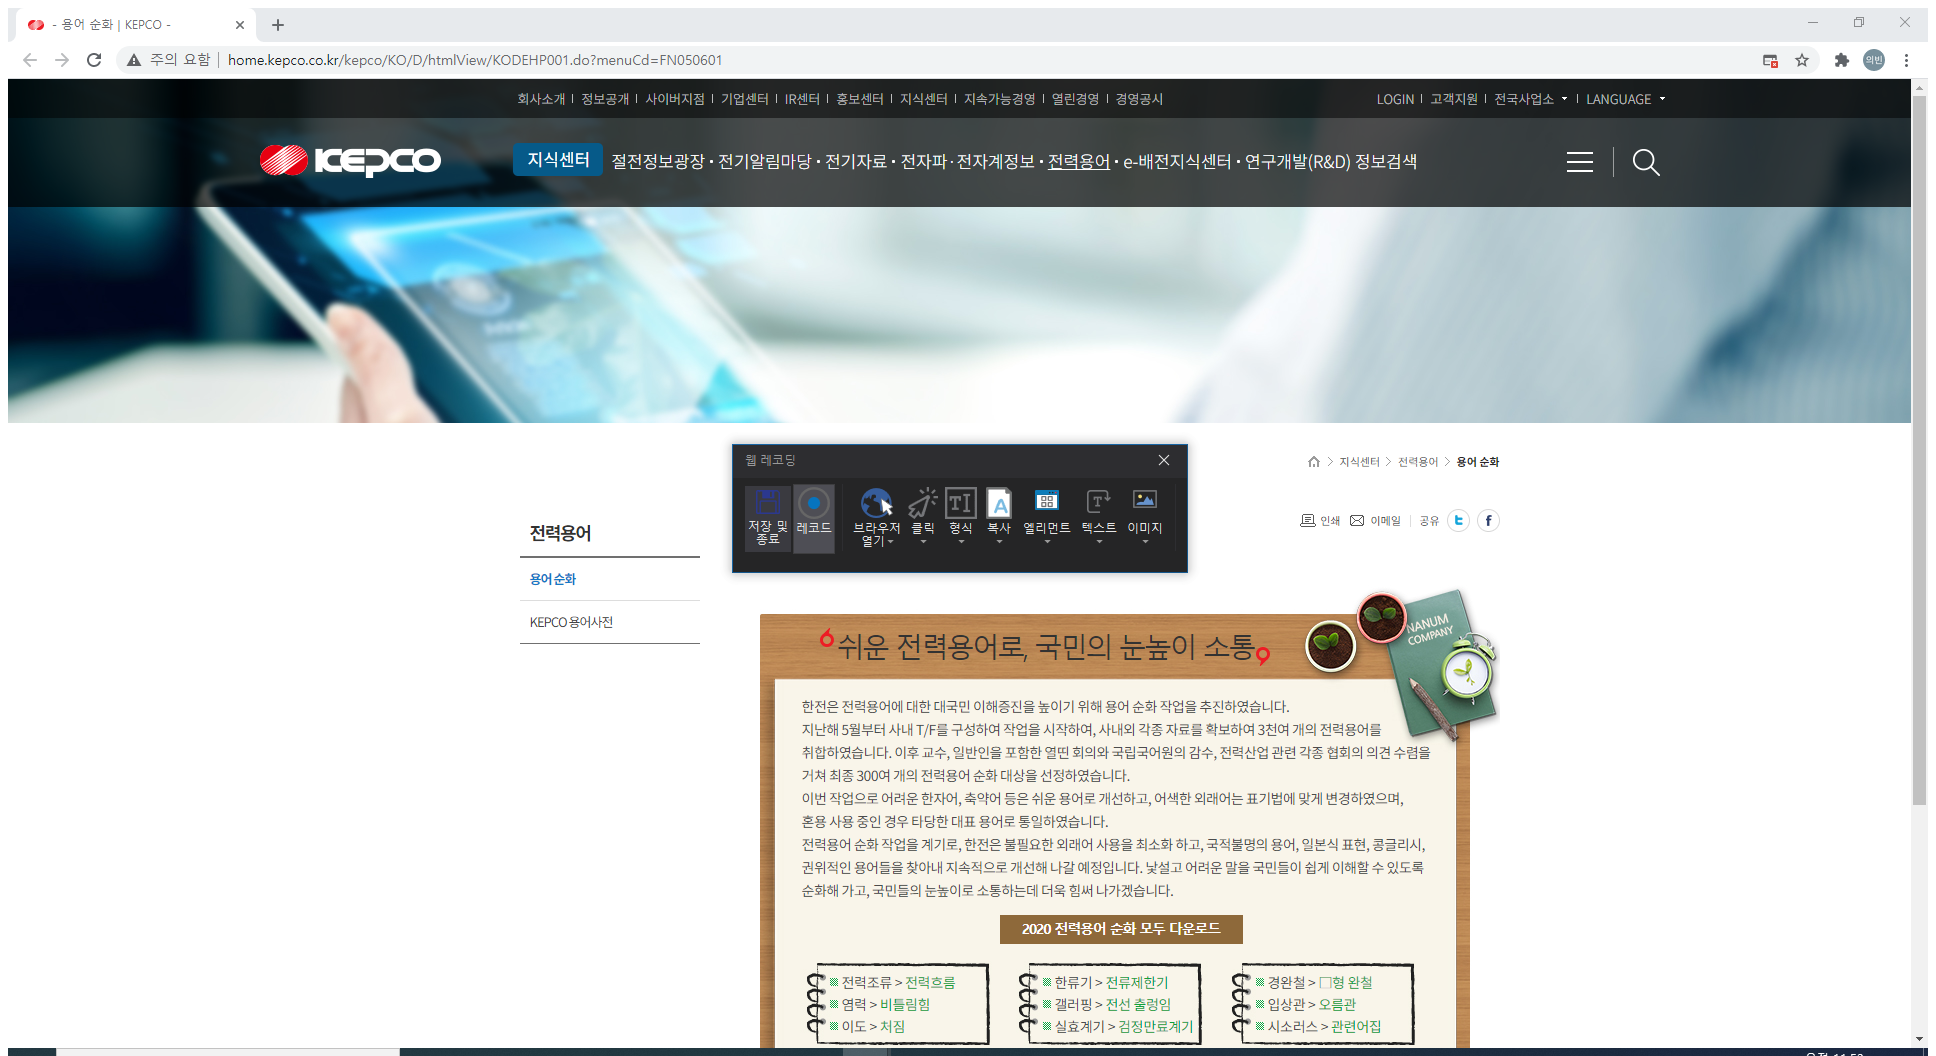 - 용어 순화 | KEPCO -
주의 요함 | home.kepco.co.kr/kepco/KO/D/htmlView/KODEHP001.do?menuCd=FN050601
의빈
회사소개 | 정보공개 | 사이버지점 | 기업센터 | IR센터 | 홍보센터 | 지식센터 | 지속가능경영 | 열린경영 | 경영공시
LOGIN | 고객지원 | 전국사업소 | LANGUAGE
KEPCO
지식센터 절전정보광장 · 전기알림마당 · 전기자료 · 전자파·전자계정보 · 전력용어 · e-배전지식센터 · 연구개발(R&D) 정보검색
웹 레코딩
저장 및 종료
레코드
브라우저 열기
클릭
형식
복사
엘리먼트
텍스트
이미지
지식센터 > 전력용어 > 용어 순화
인쇄 이메일 | 공유
전력용어
용어 순화
KEPCO 용어사전
쉬운 전력용어로, 국민의 눈높이 소통
NANUM
COMPANY
한전은 전력용어에 대한 대국민 이해증진을 높이기 위해 용어 순화 작업을 추진하였습니다.
지난해 5월부터 사내 T/F를 구성하여 작업을 시작하여, 사내외 각종 자료를 확보하여 3천여 개의 전력용어를
취합하였습니다. 이후 교수, 일반인을 포함한 열띤 회의와 국립국어원의 감수, 전력산업 관련 각종 협회의 의견 수렴을
거쳐 최종 300여 개의 전력용어 순화 대상을 선정하였습니다.
이번 작업으로 어려운 한자어, 축약어 등은 쉬운 용어로 개선하고, 어색한 외래어는 표기법에 맞게 변경하였으며,
혼용 사용 중인 경우 타당한 대표 용어로 통일하였습니다.
전력용어 순화 작업을 계기로, 한전은 불필요한 외래어 사용을 최소화 하고, 국적불명의 용어, 일본식 표현, 콩글리시,
권위적인 용어들을 찾아내 지속적으로 개선해 나갈 예정입니다. 낯설고 어려운 말을 국민들이 쉽게 이해할 수 있도록
순화해 가고, 국민들의 눈높이로 소통하는데 더욱 힘써 나가겠습니다.
2020 전력용어 순화 모두 다운로드
전력조류 > 전력흐름
염력 > 비틀림힘
이도 > 처짐
한류기 > 전류제한기
갤러핑 > 전선 출렁임
실효계기 > 검정만료계기
경완철 > □형 완철
입상관 > 오름관
시소러스 > 관련어집